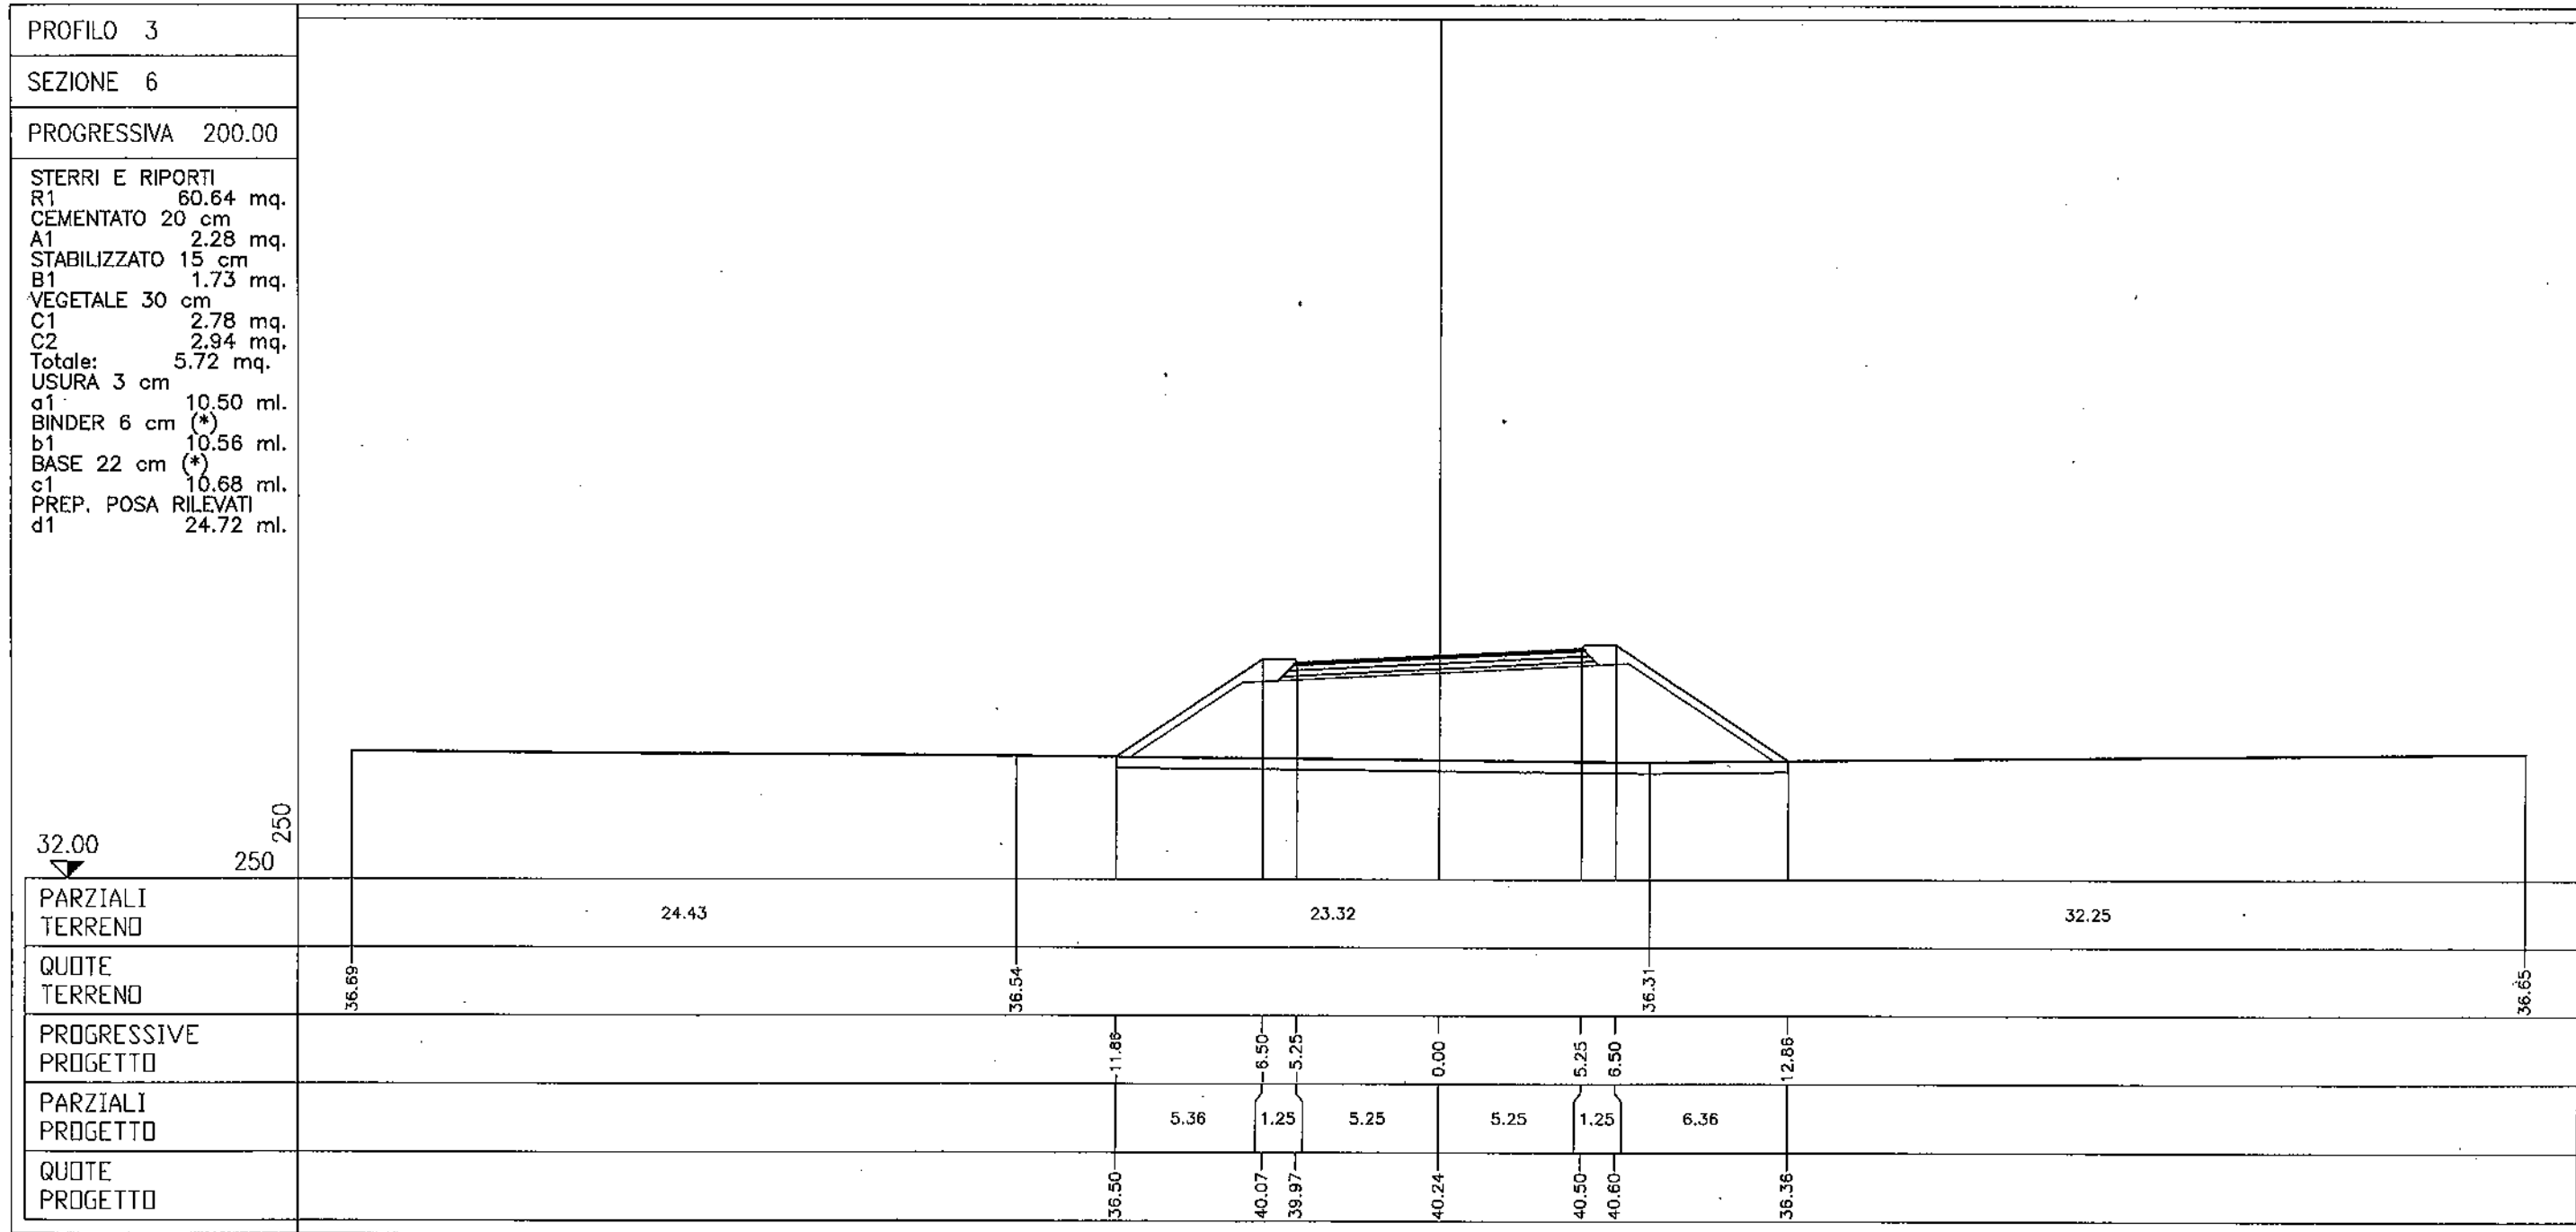 PROFILO 3
SEZIONE 6
PROGRESSIVA 200.00
STERRI E RIPORTI
R1 60.64 mq.
CEMENTATO 20 cm
A1 2.28 mq.
STABILIZZATO 15 cm
B1 1.73 mq.
VEGETALE 30 cm
C1 2.78 mq.
C2 2.94 mq.
Totale: 5.72 mq.
USURA 3 cm
a1 10.50 ml.
BINDER 6 cm (*)
b1 10.56 ml.
BASE 22 cm (*)
c1 10.68 ml.
PREP. POSA RILEVATI
d1 24.72 ml.
250
32.00 250
PARZIALI
TERRENO
24.43 23.32 32.25
QUOTE
TERRENO
36.69 36.54 36.31 36.65
PROGRESSIVE
PROGETTO
-11.86 -6.50 -5.25 0.00 5.25 6.50 12.86
PARZIALI
PROGETTO
5.36 1.25 5.25 5.25 1.25 6.36
QUOTE
PROGETTO
36.50 40.07 39.97 40.24 40.50 40.60 36.36